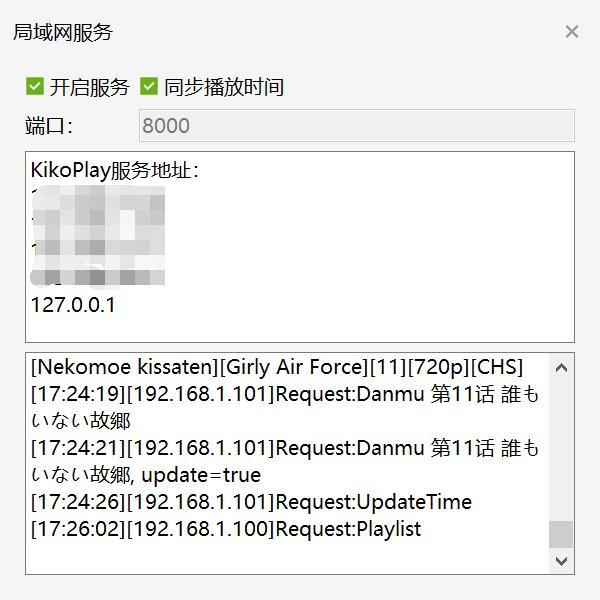 局域网服务
开启服务 同步播放时间
端口： 8000
KikoPlay服务地址：
127.0.0.1
[Nekomoe kissaten][Girly Air Force][11][720p][CHS]
[17:24:19][192.168.1.101]Request:Danmu 第11话 誰も
いない故郷
[17:24:21][192.168.1.101]Request:Danmu 第11话 誰も
いない故郷, update=true
[17:24:26][192.168.1.101]Request:UpdateTime
[17:26:02][192.168.1.100]Request:Playlist